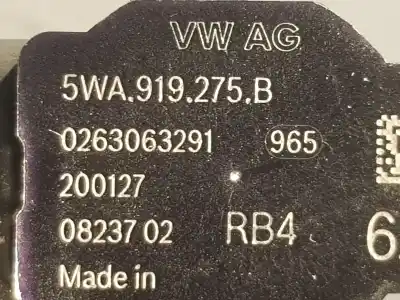 VW AG
5WA.919.275.B
0263063291 965
200127
08237 02 RB4
Made in